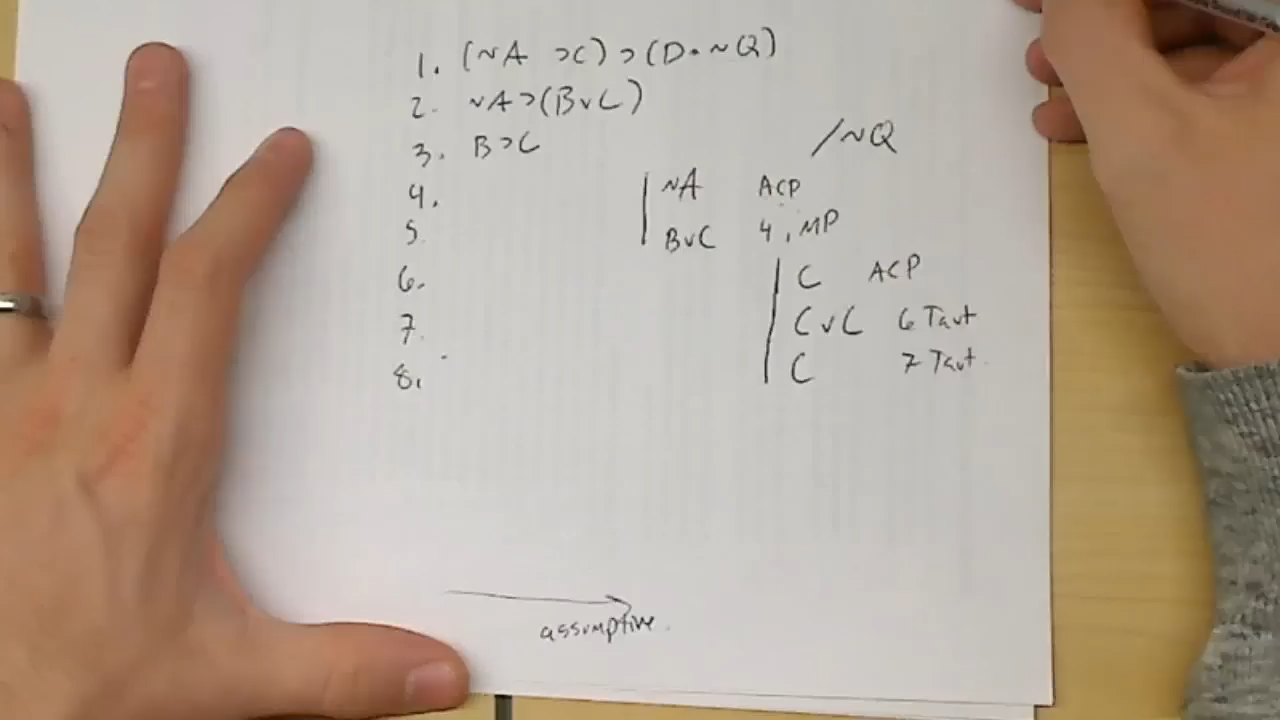 1. (~A ⊃C) ⊃ (D • ~Q)
2. ~A ⊃ (B v C)
3. B ⊃ C /~Q
4. ~A ACP
5. B v C 4, MP
6. C ACP
7. C v C 6 Taut
8. C 7 Taut
assumptive.